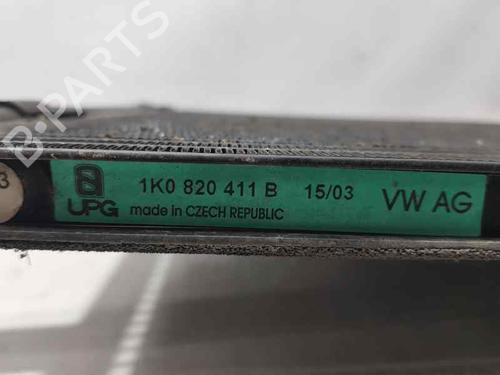 B-PARTS
3
1K0 820 411 B 15/03 VW AG
UPG made in CZECH REPUBLIC